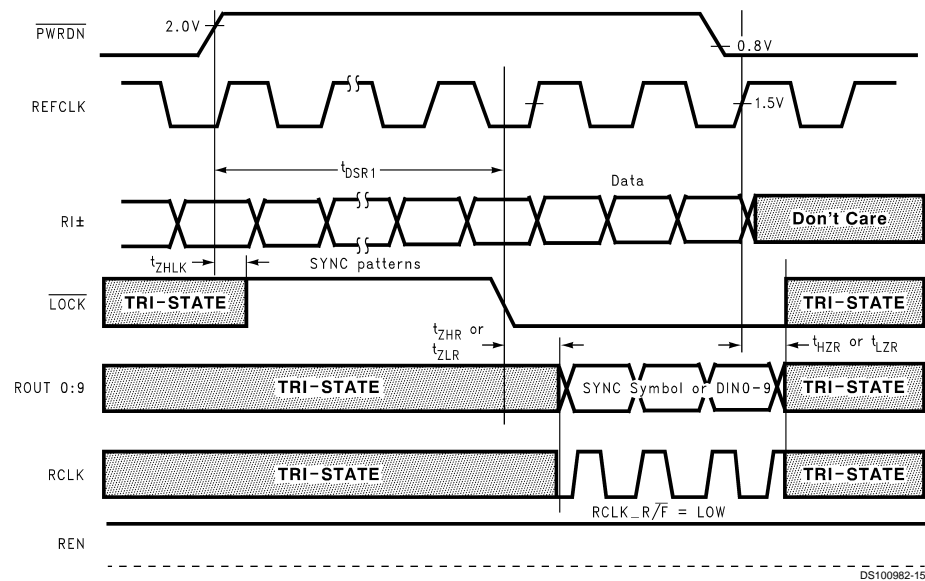 PWRDN
2.0V
0.8V
REFCLK
1.5V
tDSR1
Data
RI±
Don't Care
tZHLK
SYNC patterns
LOCK
TRI-STATE
TRI-STATE
tZHR or
tZLR
tHZR or tLZR
ROUT 0:9
TRI-STATE
SYNC Symbol or DIN0-9
TRI-STATE
RCLK
TRI-STATE
TRI-STATE
RCLK_R/F = LOW
REN
DS100982-15